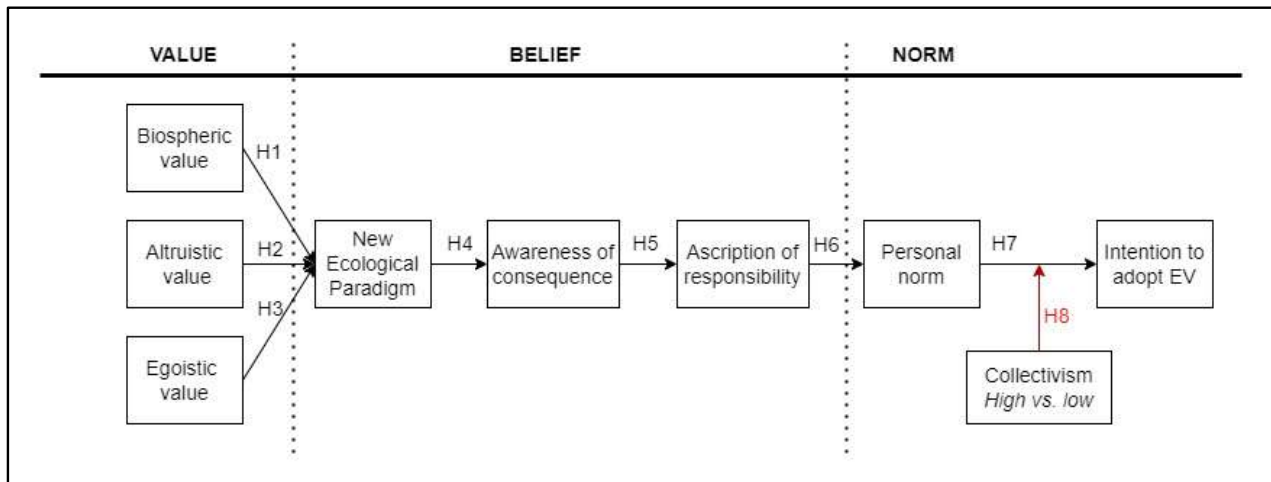 VALUE
BELIEF
NORM
Biospheric
value
H1
Altruistic
value
H2
Egoistic
value
H3
New
Ecological
Paradigm
H4
Awareness of
consequence
H5
Ascription of
responsibility
H6
Personal
norm
H7
Intention to
adopt EV
H8
Collectivism
High vs. low